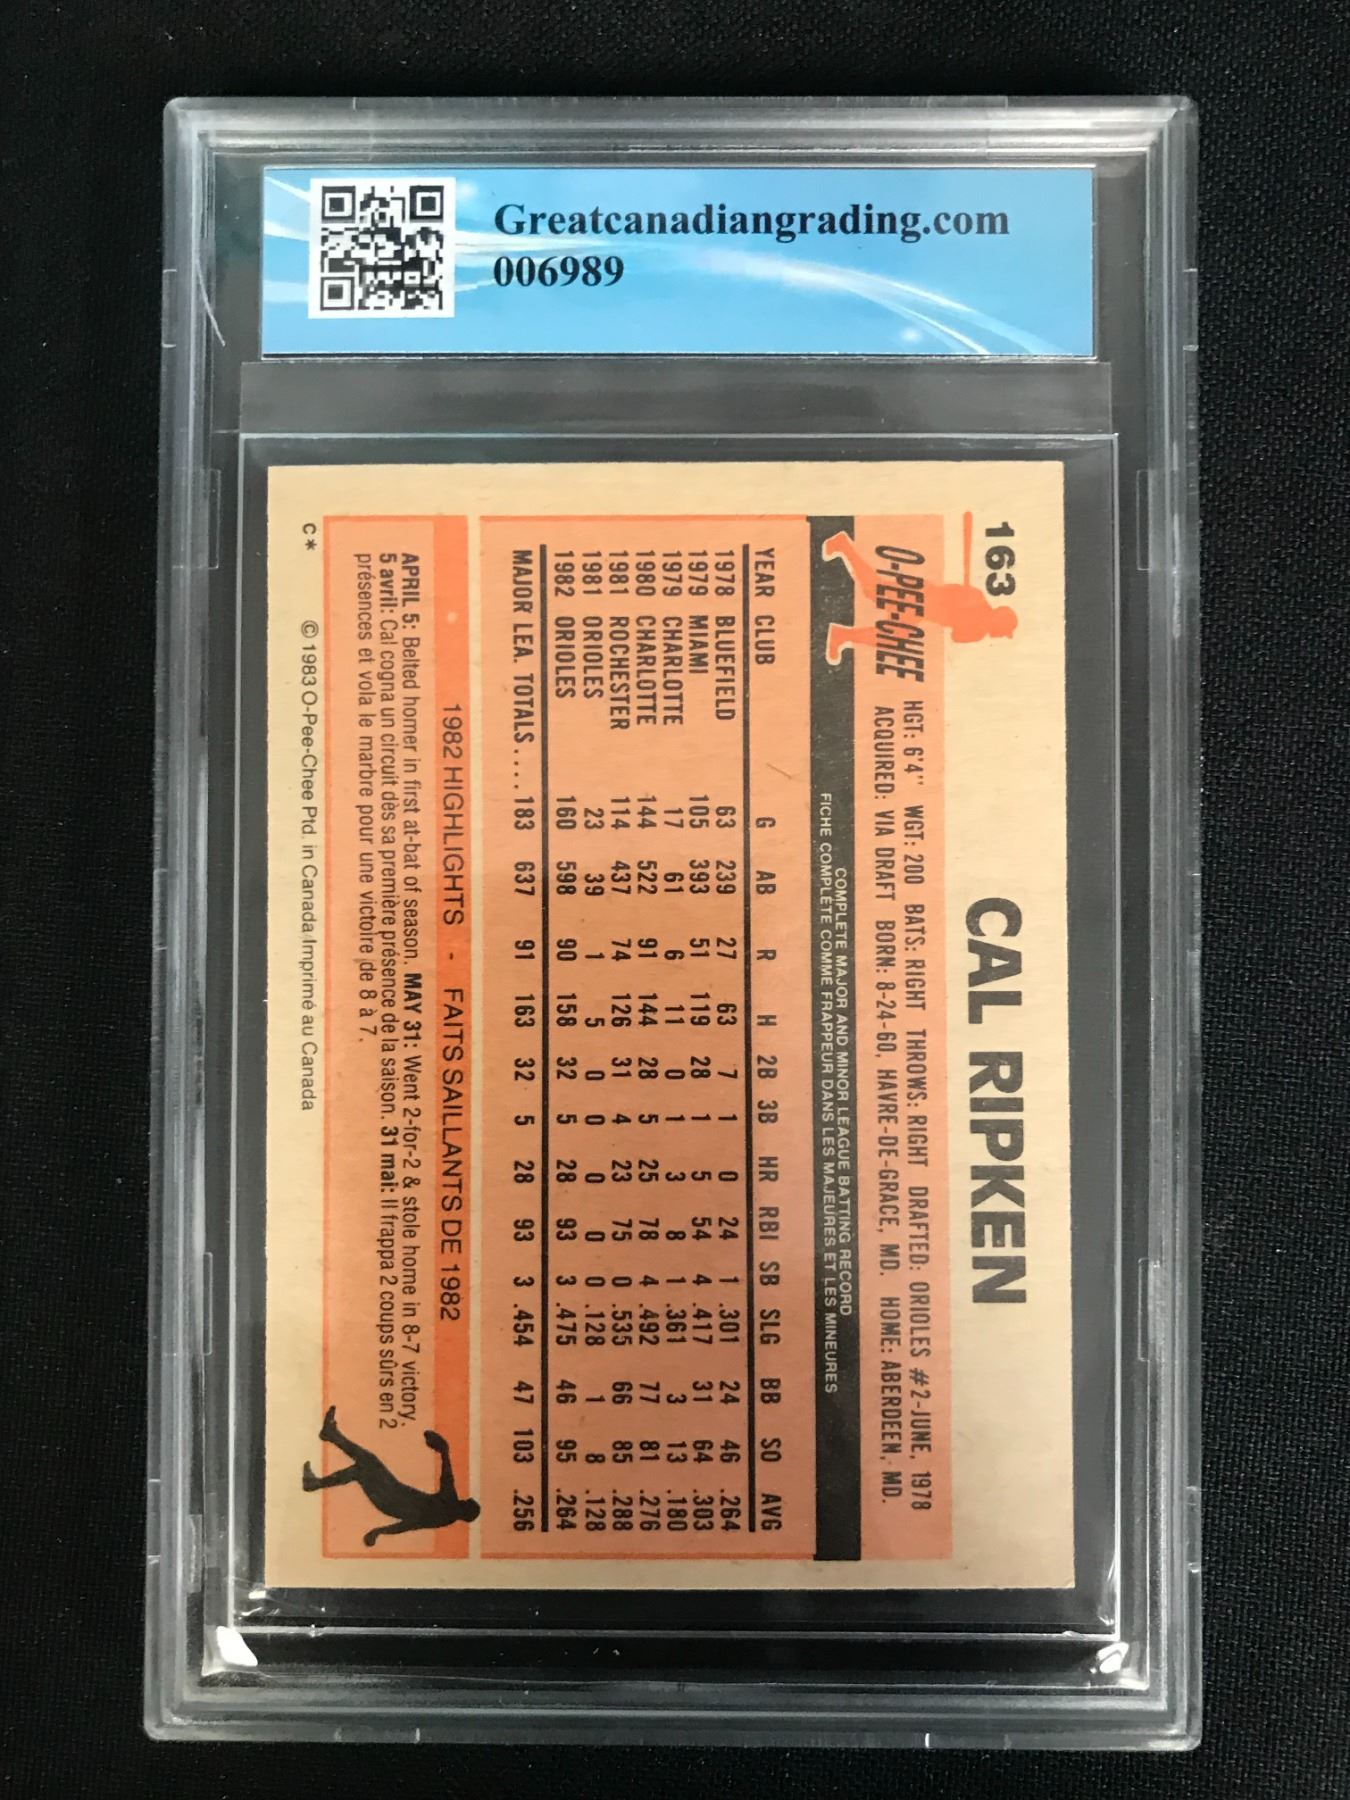 Greatcanadiangrading.com
006989
163
CAL RIPKEN
O-PEE-CHEE
HGT: 6'4" WGT: 200 BATS: RIGHT THROWS: RIGHT DRAFTED: ORIOLES #2-JUNE, 1978
ACQUIRED: VIA DRAFT BORN: 8-24-60, HAVRE-DE-GRACE, MD. HOME: ABERDEEN, MD.
COMPLETE MAJOR AND MINOR LEAGUE BATTING RECORD
FICHE COMPLÈTE COMME FRAPPEUR DANS LES MAJEURES ET LES MINEURES
YEAR CLUB G AB R H 2B 3B HR RBI SB SLG BB SO AVG
1978 BLUEFIELD 63 239 27 63 7 1 0 24 1 .301 24 46 .264
1979 MIAMI 105 393 51 119 28 1 5 54 4 .417 31 64 .303
1979 CHARLOTTE 17 61 6 11 0 1 3 8 1 .361 3 13 .180
1980 CHARLOTTE 144 522 91 144 28 5 25 78 4 .492 77 81 .276
1981 ROCHESTER 114 437 74 126 31 4 23 75 0 .535 66 85 .288
1981 ORIOLES 23 39 1 5 0 0 0 0 0 .128 1 8 .128
1982 ORIOLES 160 598 90 158 32 5 28 93 3 .475 46 95 .264
MAJOR LEA. TOTALS.... 183 637 91 163 32 5 28 93 3 .454 47 103 .256
1982 HIGHLIGHTS - FAITS SAILLANTS DE 1982
APRIL 5: Belted homer in first at-bat of season. MAY 31: Went 2-for-2 & stole home in 8-7 victory.
5 avril: Cal cogna un circuit dès sa première présence de la saison. 31 mai: Il frappa 2 coups sûrs en 2
présences et vola le marbre pour une victoire de 8 à 7.
C* © 1983 O-Pee-Chee Ptd. in Canada/Imprimé au Canada